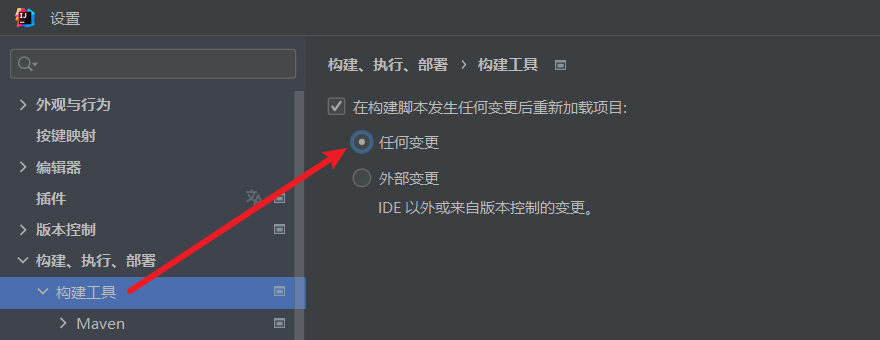 设置
外观与行为
按键映射
编辑器
插件
版本控制
构建、执行、部署
构建工具
Maven
构建、执行、部署 › 构建工具
在构建脚本发生任何变更后重新加载项目:
任何变更
外部变更
IDE 以外或来自版本控制的变更。